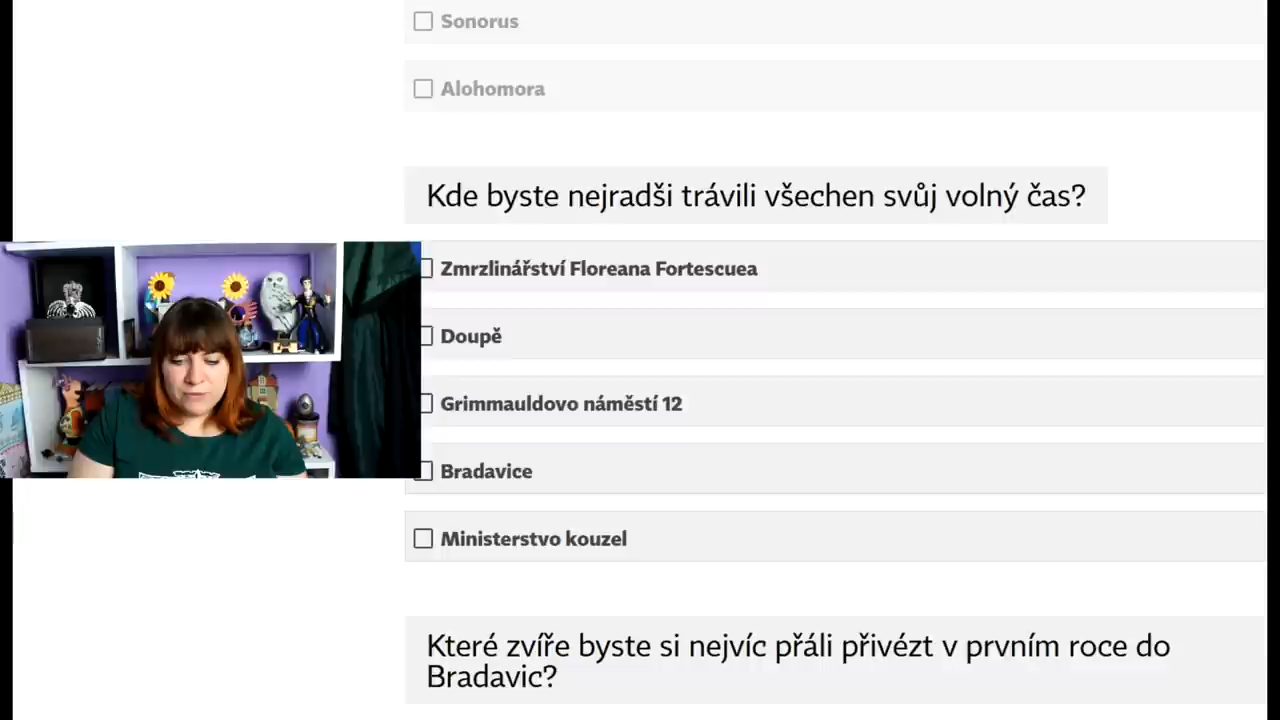 Sonorus
Alohomora
Kde byste nejradši trávili všechen svůj volný čas?
Zmrzlinářství Floreana Fortescuea
Doupě
Grimmauldovo náměstí 12
Bradavice
Ministerstvo kouzel
Které zvíře byste si nejvíc přáli přivézt v prvním roce do
Bradavic?